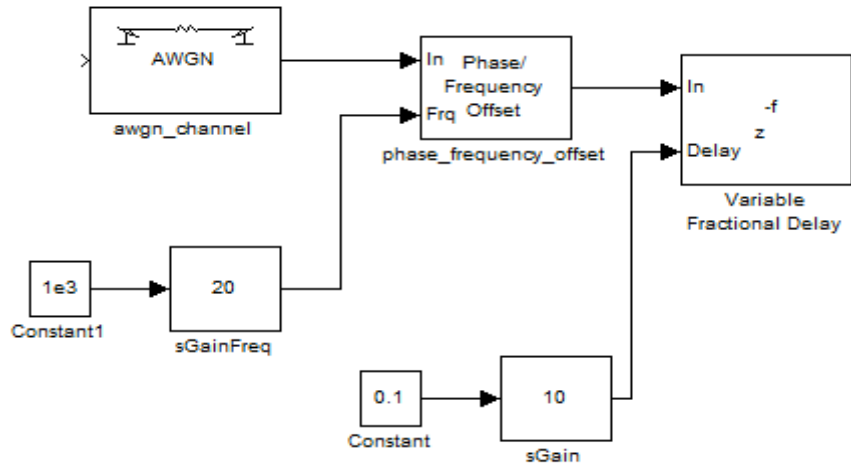 AWGN
awgn_channel
In
Frq
Phase/
Frequency
Offset
phase_frequency_offset
In
Delay
-f
z
Variable
Fractional Delay
1e3
Constant1
20
sGainFreq
0.1
Constant
10
sGain